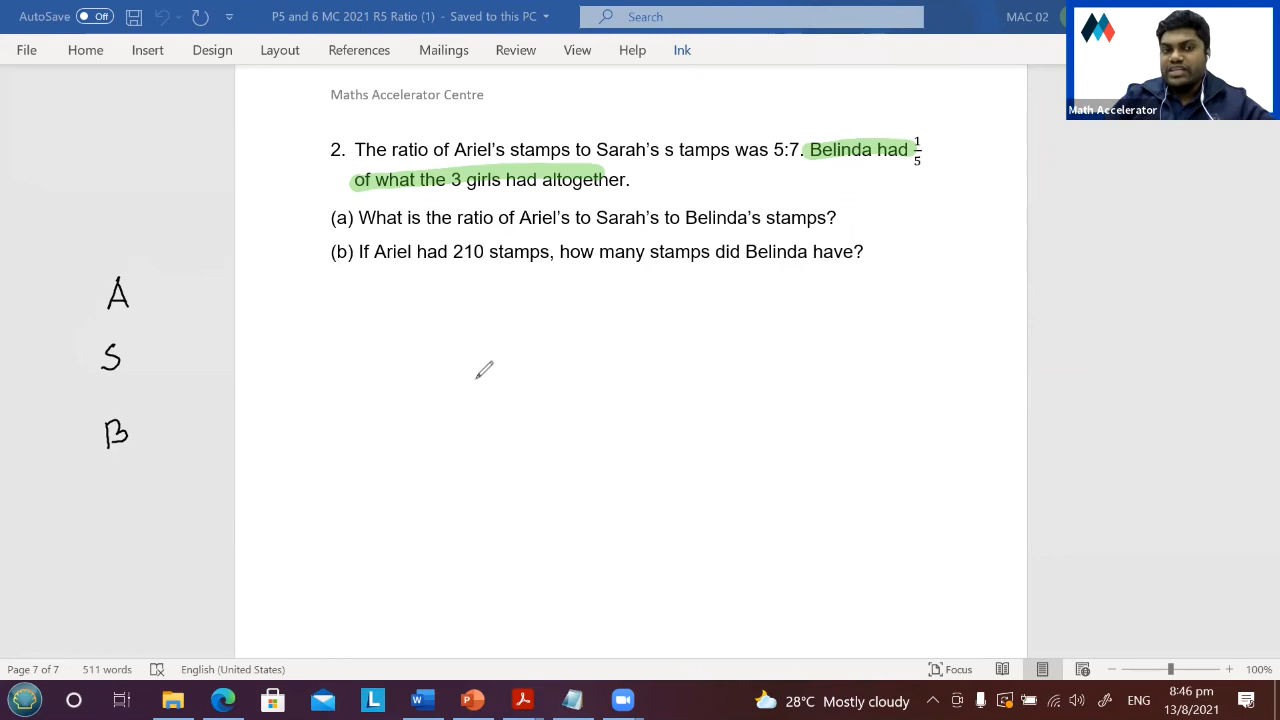 AutoSave Off P5 and 6 MC 2021 R5 Ratio (1) - Saved to this PC Search MAC 02
File Home Insert Design Layout References Mailings Review View Help Ink
Math Accelerator
Maths Accelerator Centre
2. The ratio of Ariel's stamps to Sarah's s tamps was 5:7. Belinda had 1/5
of what the 3 girls had altogether.
(a) What is the ratio of Ariel's to Sarah's to Belinda's stamps?
(b) If Ariel had 210 stamps, how many stamps did Belinda have?
A
S
B
Page 7 of 7 511 words English (United States) Focus 100%
28°C Mostly cloudy ENG 8:46 pm
13/8/2021